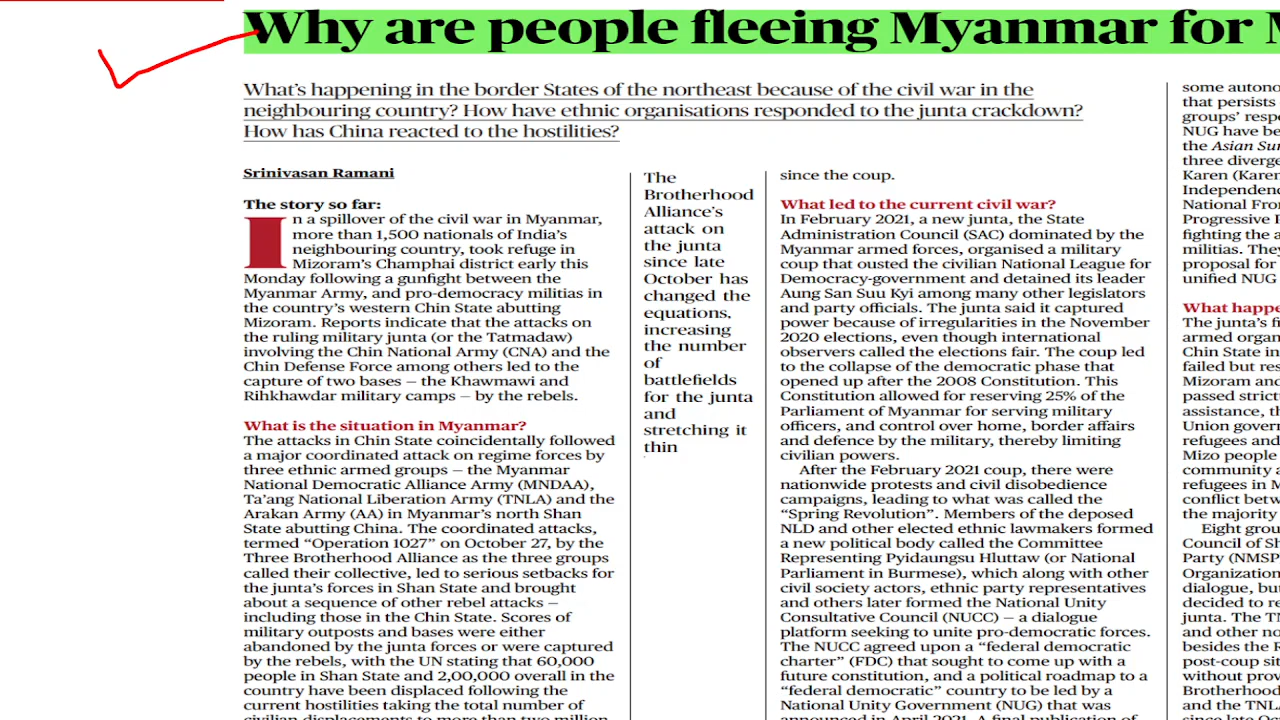 Why are people fleeing Myanmar for
What's happening in the border States of the northeast because of the civil war in the
neighbouring country? How have ethnic organisations responded to the junta crackdown?
How has China reacted to the hostilities?
Srinivasan Ramani
The story so far:
In a spillover of the civil war in Myanmar,
more than 1,500 nationals of India's
neighbouring country, took refuge in
Mizoram's Champhai district early this
Monday following a gunfight between the
Myanmar Army, and pro-democracy militias in
the country's western Chin State abutting
Mizoram. Reports indicate that the attacks on
the ruling military junta (or the Tatmadaw)
involving the Chin National Army (CNA) and the
Chin Defense Force among others led to the
capture of two bases — the Khawmawi and
Rihkhawdar military camps — by the rebels.
What is the situation in Myanmar?
The attacks in Chin State coincidentally followed
a major coordinated attack on regime forces by
three ethnic armed groups — the Myanmar
National Democratic Alliance Army (MNDAA),
Ta'ang National Liberation Army (TNLA) and the
Arakan Army (AA) in Myanmar's north Shan
State abutting China. The coordinated attacks,
termed "Operation 1027" on October 27, by the
Three Brotherhood Alliance as the three groups
called their collective, led to serious setbacks for
the junta's forces in Shan State and brought
about a sequence of other rebel attacks —
including those in the Chin State. Scores of
military outposts and bases were either
abandoned by the junta forces or were captured
by the rebels, with the UN stating that 60,000
people in Shan State and 2,00,000 overall in the
country have been displaced following the
current hostilities taking the total number of
civilian displacements to more than two million
The
Brotherhood
Alliance's
attack on
the junta
since late
October has
changed the
equations,
increasing
the number
of
battlefields
for the junta
and
stretching it
thin
since the coup.
What led to the current civil war?
In February 2021, a new junta, the State
Administration Council (SAC) dominated by the
Myanmar armed forces, organised a military
coup that ousted the civilian National League for
Democracy-government and detained its leader
Aung San Suu Kyi among many other legislators
and party officials. The junta said it captured
power because of irregularities in the November
2020 elections, even though international
observers called the elections fair. The coup led
to the collapse of the democratic phase that
opened up after the 2008 Constitution. This
Constitution allowed for reserving 25% of the
Parliament of Myanmar for serving military
officers, and control over home, border affairs
and defence by the military, thereby limiting
civilian powers.
After the February 2021 coup, there were
nationwide protests and civil disobedience
campaigns, leading to what was called the
"Spring Revolution". Members of the deposed
NLD and other elected ethnic lawmakers formed
a new political body called the Committee
Representing Pyidaungsu Hluttaw (or National
Parliament in Burmese), which along with other
civil society actors, ethnic party representatives
and others later formed the National Unity
Consultative Council (NUCC) — a dialogue
platform seeking to unite pro-democratic forces.
The NUCC agreed upon a "federal democratic
charter" (FDC) that sought to come up with a
future constitution, and a political roadmap to a
"federal democratic" country to be led by a
National Unity Government (NUG) that was
announced in April 2021. A final publication of
some autono
that persists
groups' respo
NUG have be
the Asian Sur
three diverge
Karen (Karen
Independenc
National Fron
Progressive P
fighting the a
militias. They
proposal for
unified NUG
What happe
The junta's fi
armed organ
Chin State in
failed but res
Mizoram and
passed strictu
assistance, th
Union govern
refugees and
Mizo people
community a
refugees in M
conflict betw
the majority
Eight grou
Council of Sh
Party (NMSP
Organization
dialogue, but
decided to re
junta. The TN
and other no
besides the R
post-coup sit
without prov
Brotherhood
and the TNLA
since late O